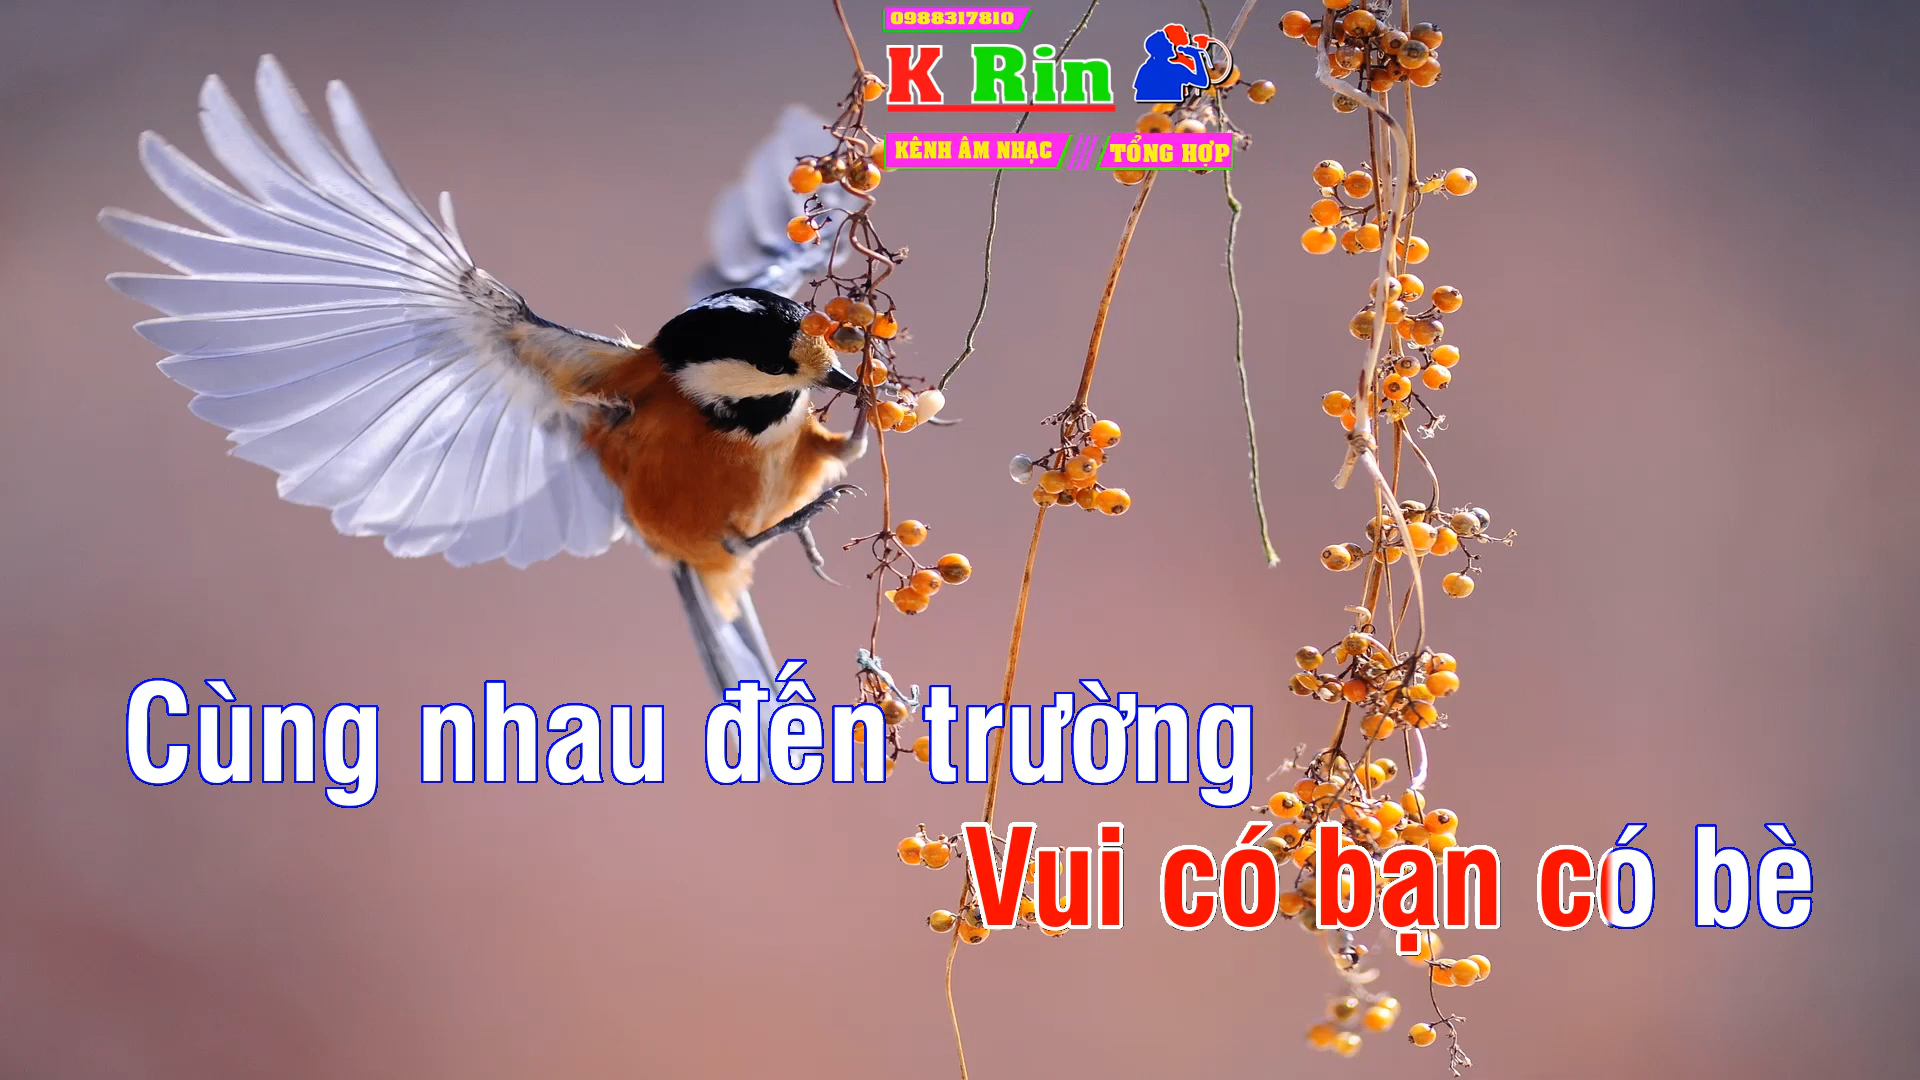 0988317810
K Rin
KÊNH ÂM NHẠC /// TỔNG HỢP
Cùng nhau đến trường
Vui có bạn có bè